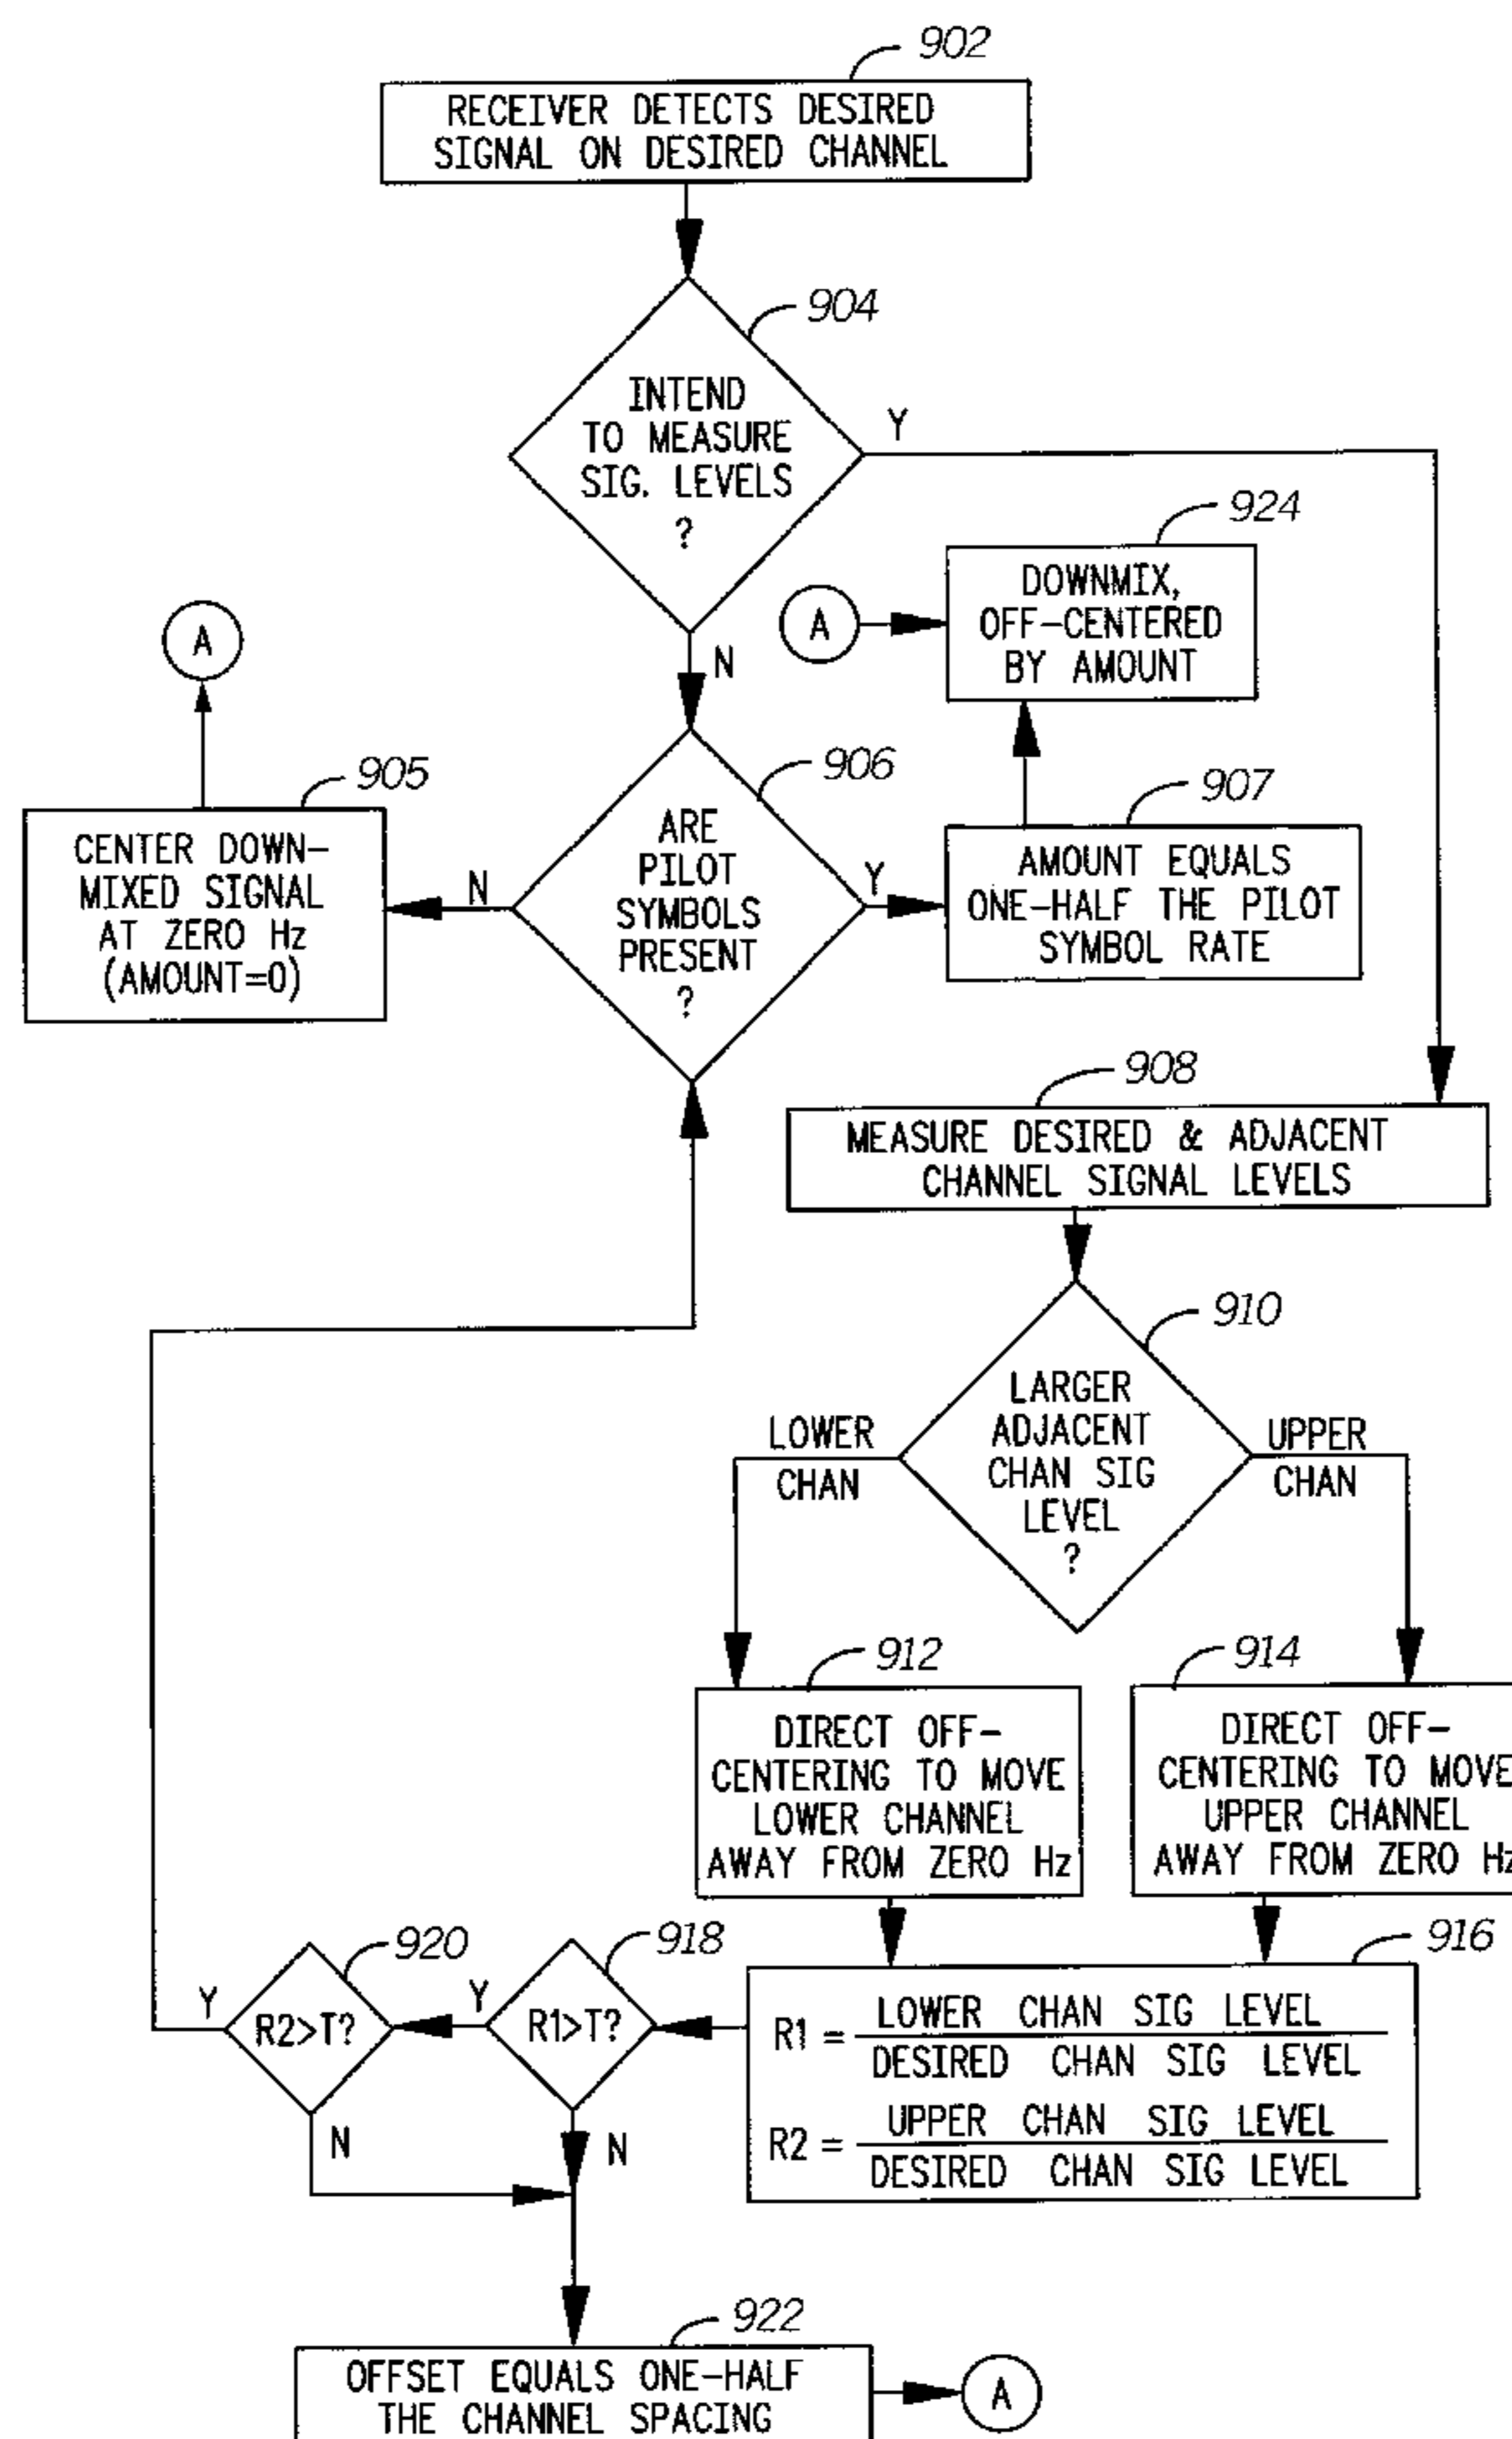 902
RECEIVER DETECTS DESIRED
SIGNAL ON DESIRED CHANNEL
904
INTEND
TO MEASURE
SIG. LEVELS
?
Y
N
924
DOWNMIX,
OFF-CENTERED
BY AMOUNT
A
A
905
CENTER DOWN-
MIXED SIGNAL
AT ZERO Hz
(AMOUNT=0)
906
ARE
PILOT
SYMBOLS
PRESENT
?
N
Y
907
AMOUNT EQUALS
ONE-HALF THE PILOT
SYMBOL RATE
908
MEASURE DESIRED & ADJACENT
CHANNEL SIGNAL LEVELS
910
LARGER
ADJACENT
CHAN SIG
LEVEL
?
LOWER
CHAN
UPPER
CHAN
912
DIRECT OFF-
CENTERING TO MOVE
LOWER CHANNEL
AWAY FROM ZERO Hz
914
DIRECT OFF-
CENTERING TO MOVE
UPPER CHANNEL
AWAY FROM ZERO Hz
916
R1 = LOWER CHAN SIG LEVEL
DESIRED CHAN SIG LEVEL
R2 = UPPER CHAN SIG LEVEL
DESIRED CHAN SIG LEVEL
918
R1>T?
Y
N
920
R2>T?
Y
N
922
OFFSET EQUALS ONE-HALF
THE CHANNEL SPACING
A